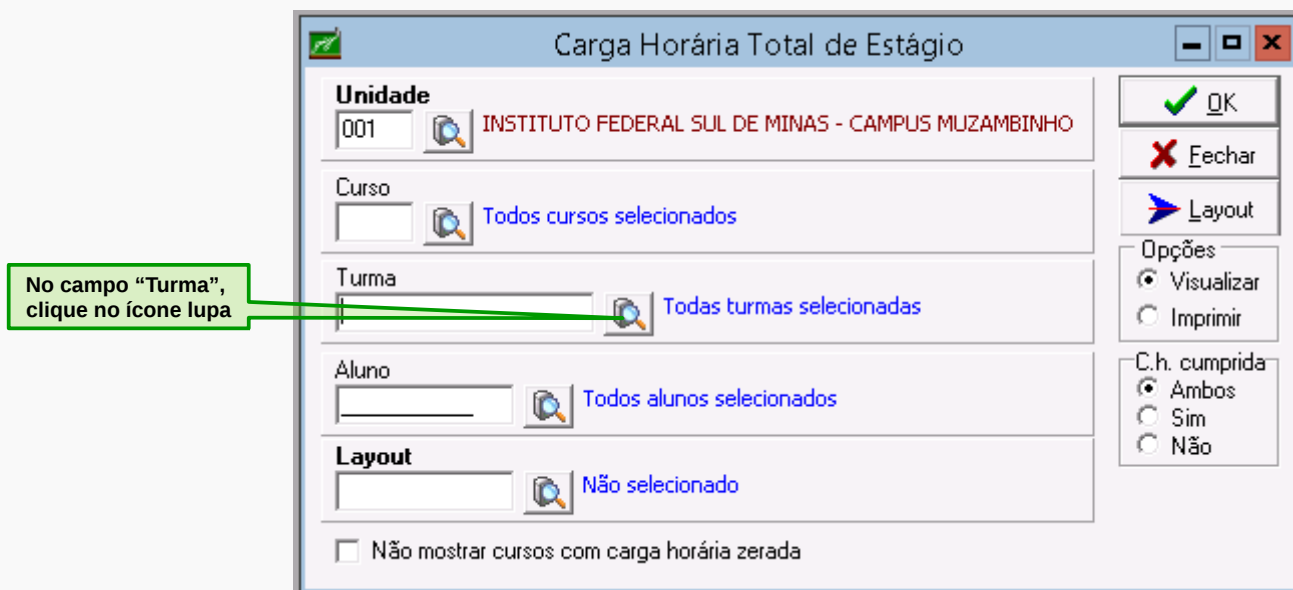 Carga Horária Total de Estágio
Unidade
001
INSTITUTO FEDERAL SUL DE MINAS - CAMPUS MUZAMBINHO
Curso
Todos cursos selecionados
Turma
Todas turmas selecionadas
No campo “Turma”,
clique no ícone lupa
Aluno
Todos alunos selecionados
Layout
Não selecionado
Não mostrar cursos com carga horária zerada
OK
Fechar
Layout
Opções
Visualizar
Imprimir
C.h. cumprida
Ambos
Sim
Não